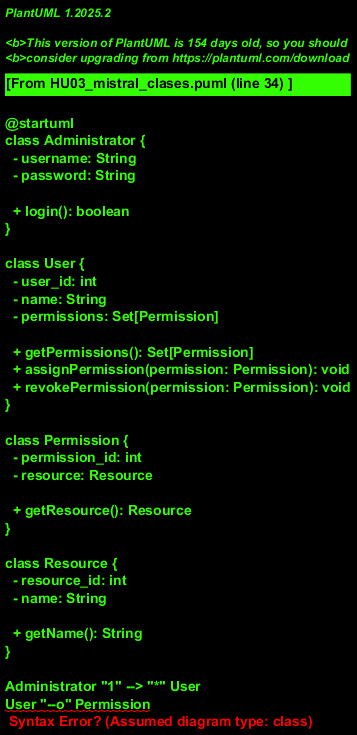 PlantUML 1.2025.2
<b>This version of PlantUML is 154 days old, so you should
<b>consider upgrading from https://plantuml.com/download
[From HU03_mistral_clases.puml (line 34) ]
@startuml
class Administrator {
- username: String
- password: String
+ login(): boolean
}
class User {
- user_id: int
- name: String
- permissions: Set[Permission]
+ getPermissions(): Set[Permission]
+ assignPermission(permission: Permission): void
+ revokePermission(permission: Permission): void
}
class Permission {
- permission_id: int
- resource: Resource
+ getResource(): Resource
}
class Resource {
- resource_id: int
- name: String
+ getName(): String
}
Administrator "1" --> "*" User
User "--o" Permission
Syntax Error? (Assumed diagram type: class)